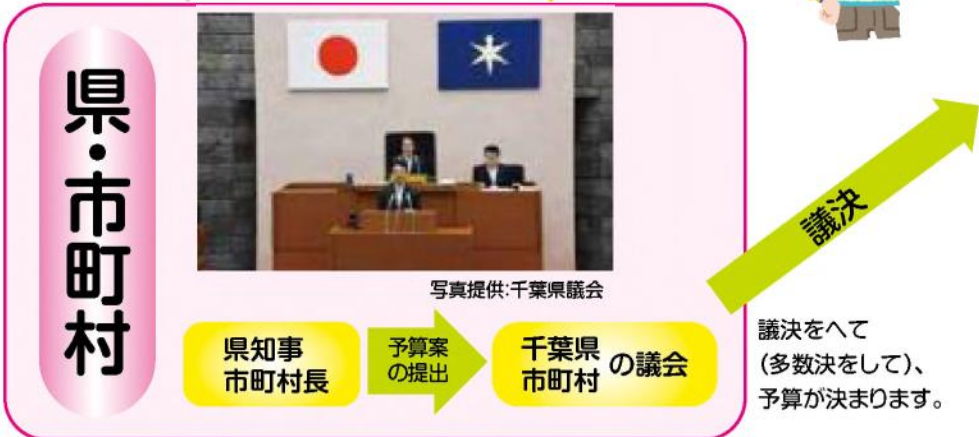 県・市町村
写真提供:千葉県議会
県知事
市町村長
予算案
の提出
千葉県
市町村
の議会
議決
議決をへて
(多数決をして)、
予算が決まります。